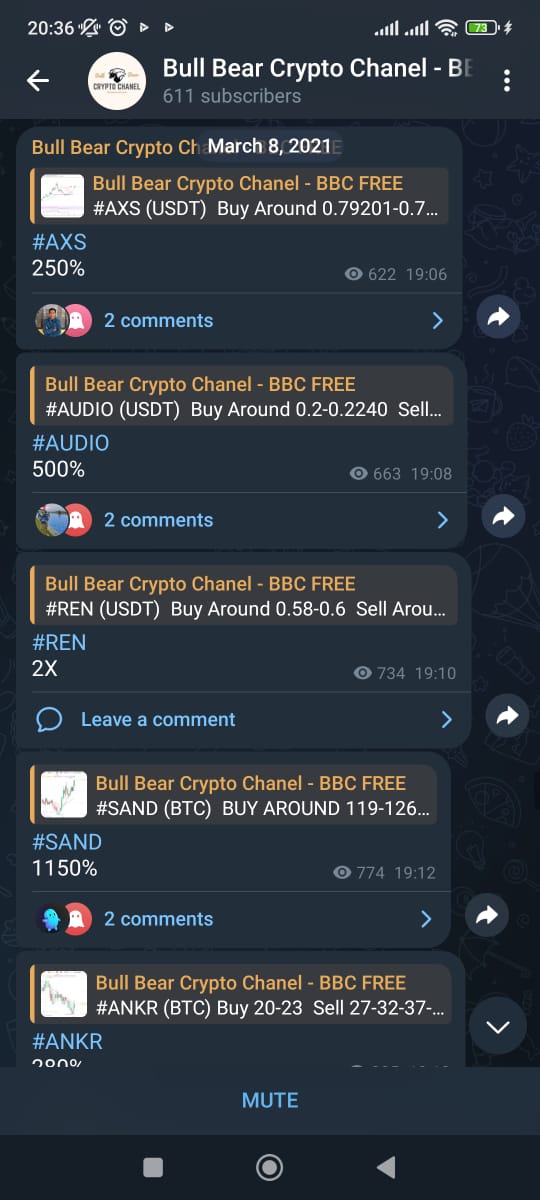 20:36
73
Bull Bear Crypto Chanel - BE
611 subscribers
CRYPTO CHANEL
March 8, 2021
Bull Bear Crypto Ch
Bull Bear Crypto Chanel - BBC FREE
#AXS (USDT)  Buy Around 0.79201-0.7…
#AXS
250%
622 19:06
2 comments
Bull Bear Crypto Chanel - BBC FREE
#AUDIO (USDT)  Buy Around 0.2-0.2240  Sell…
#AUDIO
500%
663 19:08
2 comments
Bull Bear Crypto Chanel - BBC FREE
#REN (USDT)  Buy Around 0.58-0.6  Sell Arou…
#REN
2X
734 19:10
Leave a comment
Bull Bear Crypto Chanel - BBC FREE
#SAND (BTC)  BUY AROUND 119-126…
#SAND
1150%
774 19:12
2 comments
Bull Bear Crypto Chanel - BBC FREE
#ANKR (BTC) Buy 20-23  Sell 27-32-37-…
#ANKR
MUTE